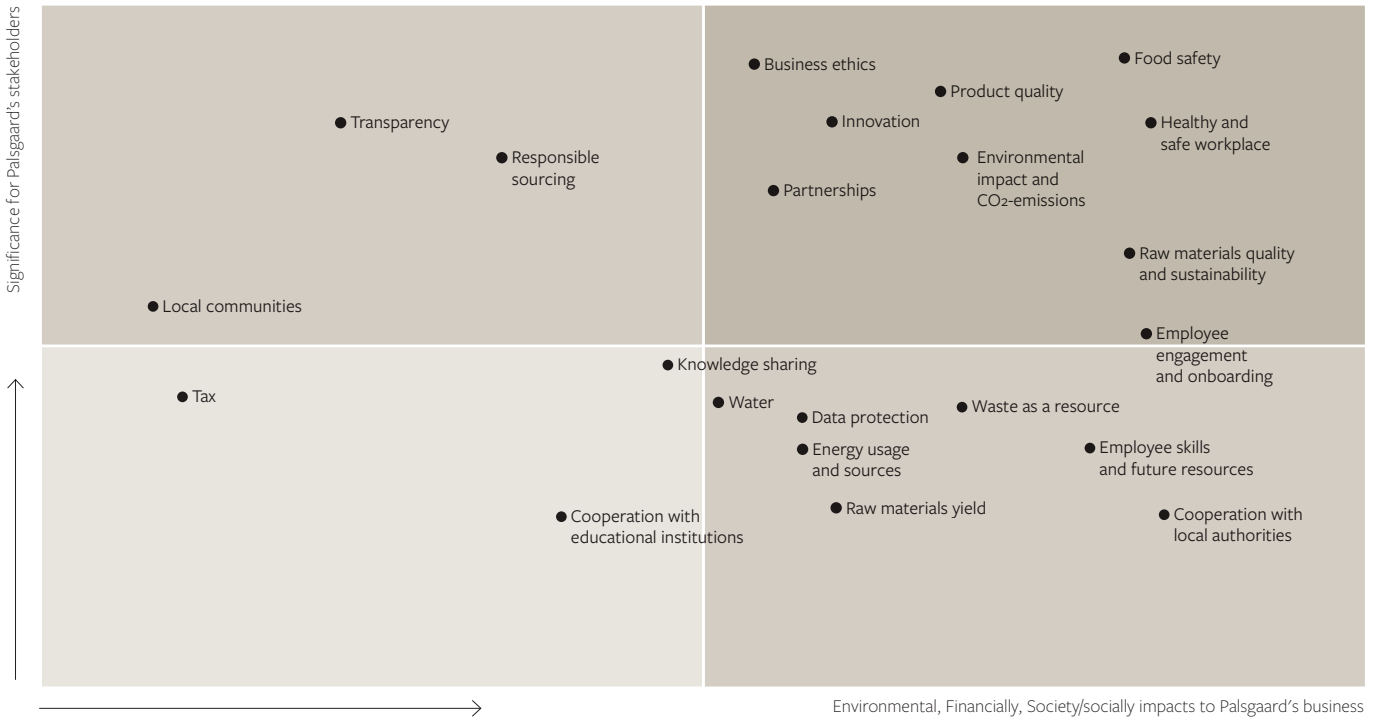 Significance for Palsgaard's stakeholders
Business ethics
Food safety
Product quality
Transparency
Innovation
Healthy and
safe workplace
Responsible
sourcing
Environmental
impact and
CO2-emissions
Partnerships
Raw materials quality
and sustainability
Local communities
Employee
engagement
and onboarding
Knowledge sharing
Tax
Water
Data protection
Waste as a resource
Energy usage
and sources
Employee skills
and future resources
Raw materials yield
Cooperation with
educational institutions
Cooperation with
local authorities
Environmental, Financially, Society/socially impacts to Palsgaard's business